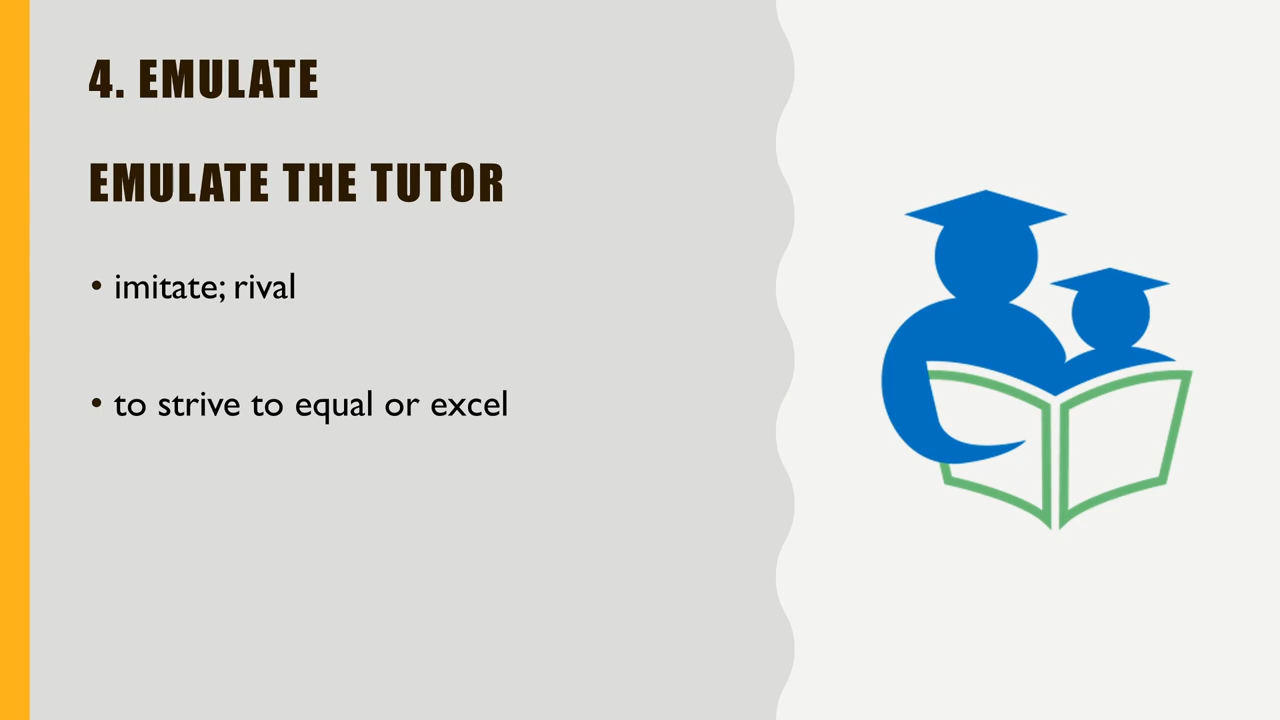 4. EMULATE
EMULATE THE TUTOR
• imitate; rival
• to strive to equal or excel